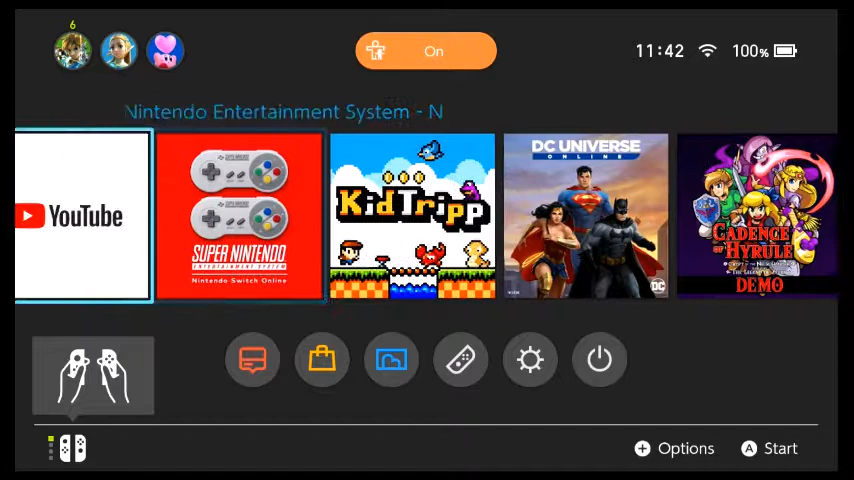 6
On
11:42
100%
Nintendo Entertainment System - N
YouTube
SUPER NINTENDO
ENTERTAINMENT SYSTEM
Nintendo Switch Online
KidTripp
DC UNIVERSE
ONLINE
DC
CADENCE
OF HYRULE
DEMO
+ Options
A Start